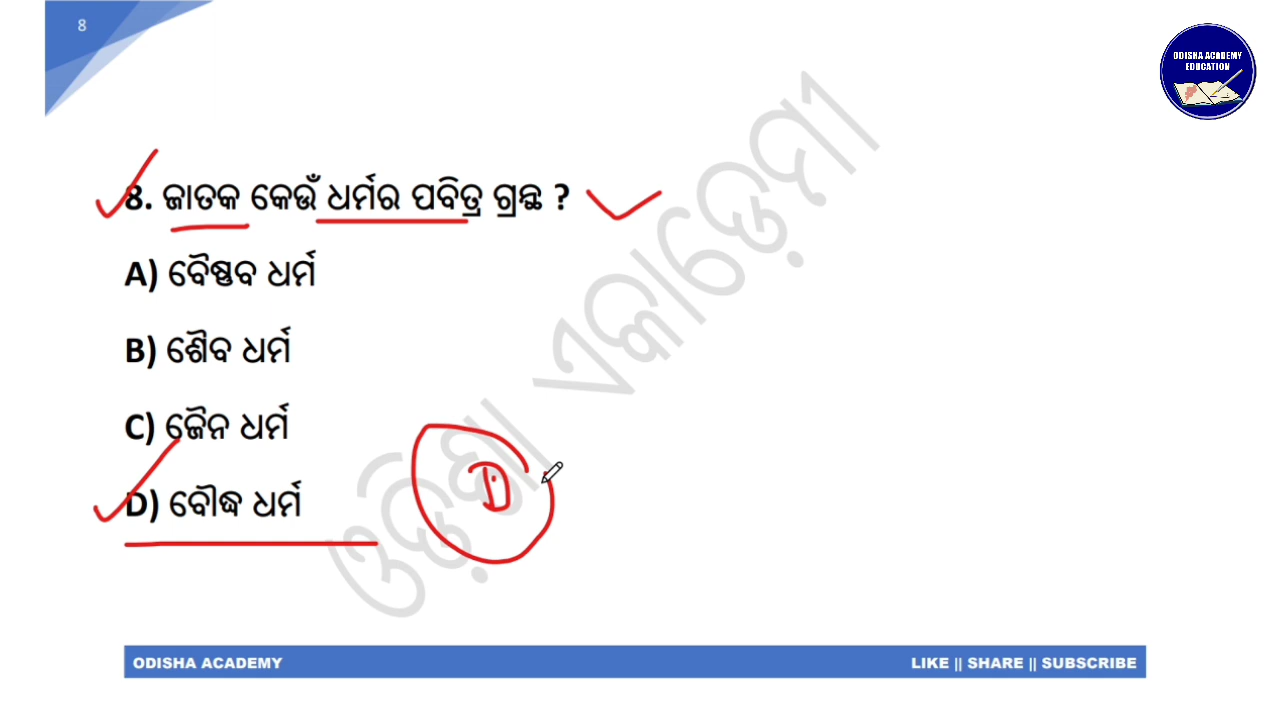 8
ODISHA ACADEMY
EDUCATION
8. ଜାତକ କେଉଁ ଧର୍ମର ପବିତ୍ର ଗ୍ରନ୍ଥ ?
A) ବୈଷ୍ଣବ ଧର୍ମ
B) ଶୈବ ଧର୍ମ
C) ଜୈନ ଧର୍ମ
D) ବୌଦ୍ଧ ଧର୍ମ
D
ଓଡ଼ିଷା ଏକାଡ଼େମୀ
ODISHA ACADEMY
LIKE || SHARE || SUBSCRIBE